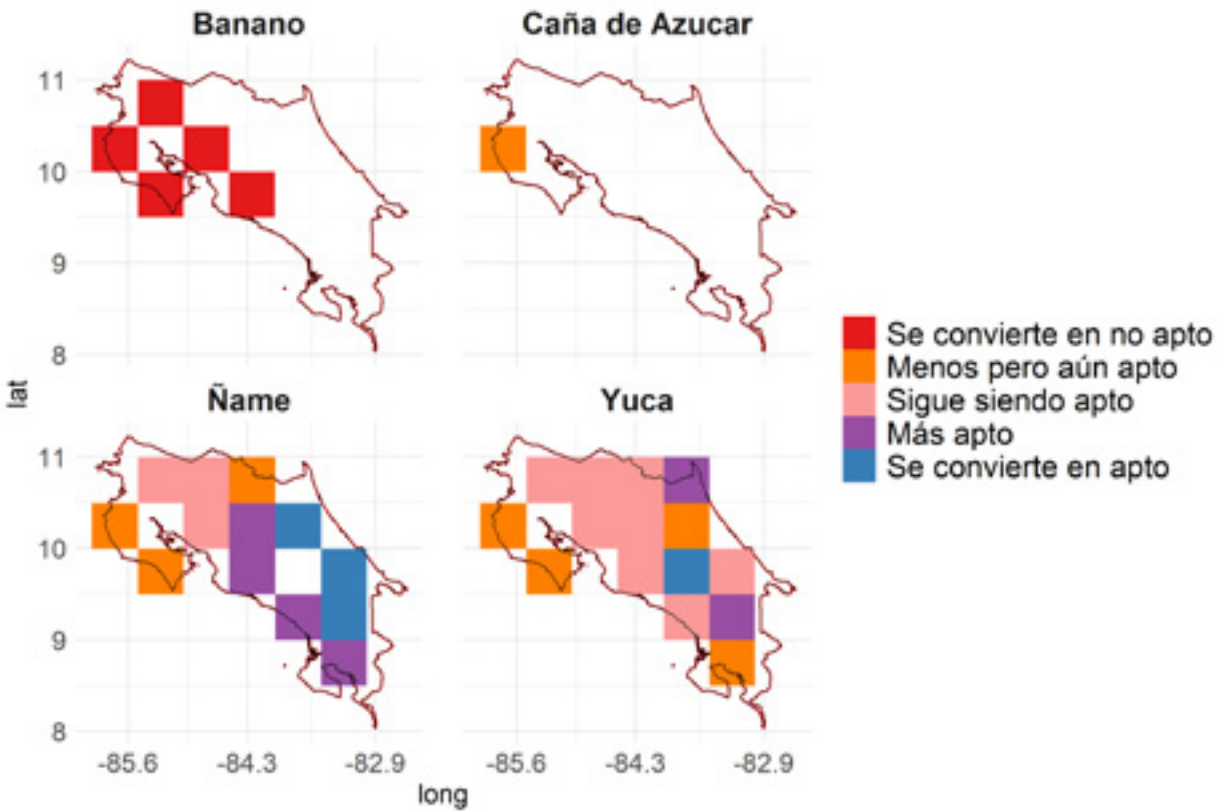 Banano
Caña de Azucar
11
10
9
8
lat
Ñame
Yuca
11
10
9
8
-85.6
-84.3
-82.9
-85.6
-84.3
-82.9
long
Se convierte en no apto
Menos pero aún apto
Sigue siendo apto
Más apto
Se convierte en apto